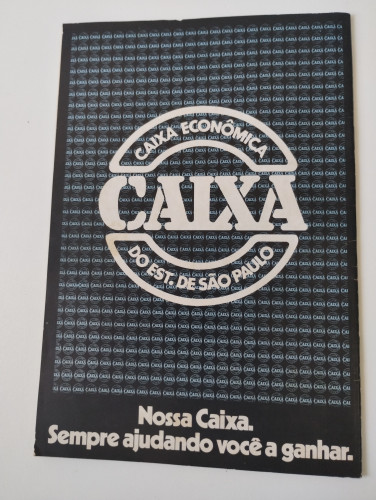 CAIXA ECONÔMICA
CAIXA
DO EST. DE SÃO PAULO
Nossa Caixa.
Sempre ajudando você a ganhar.